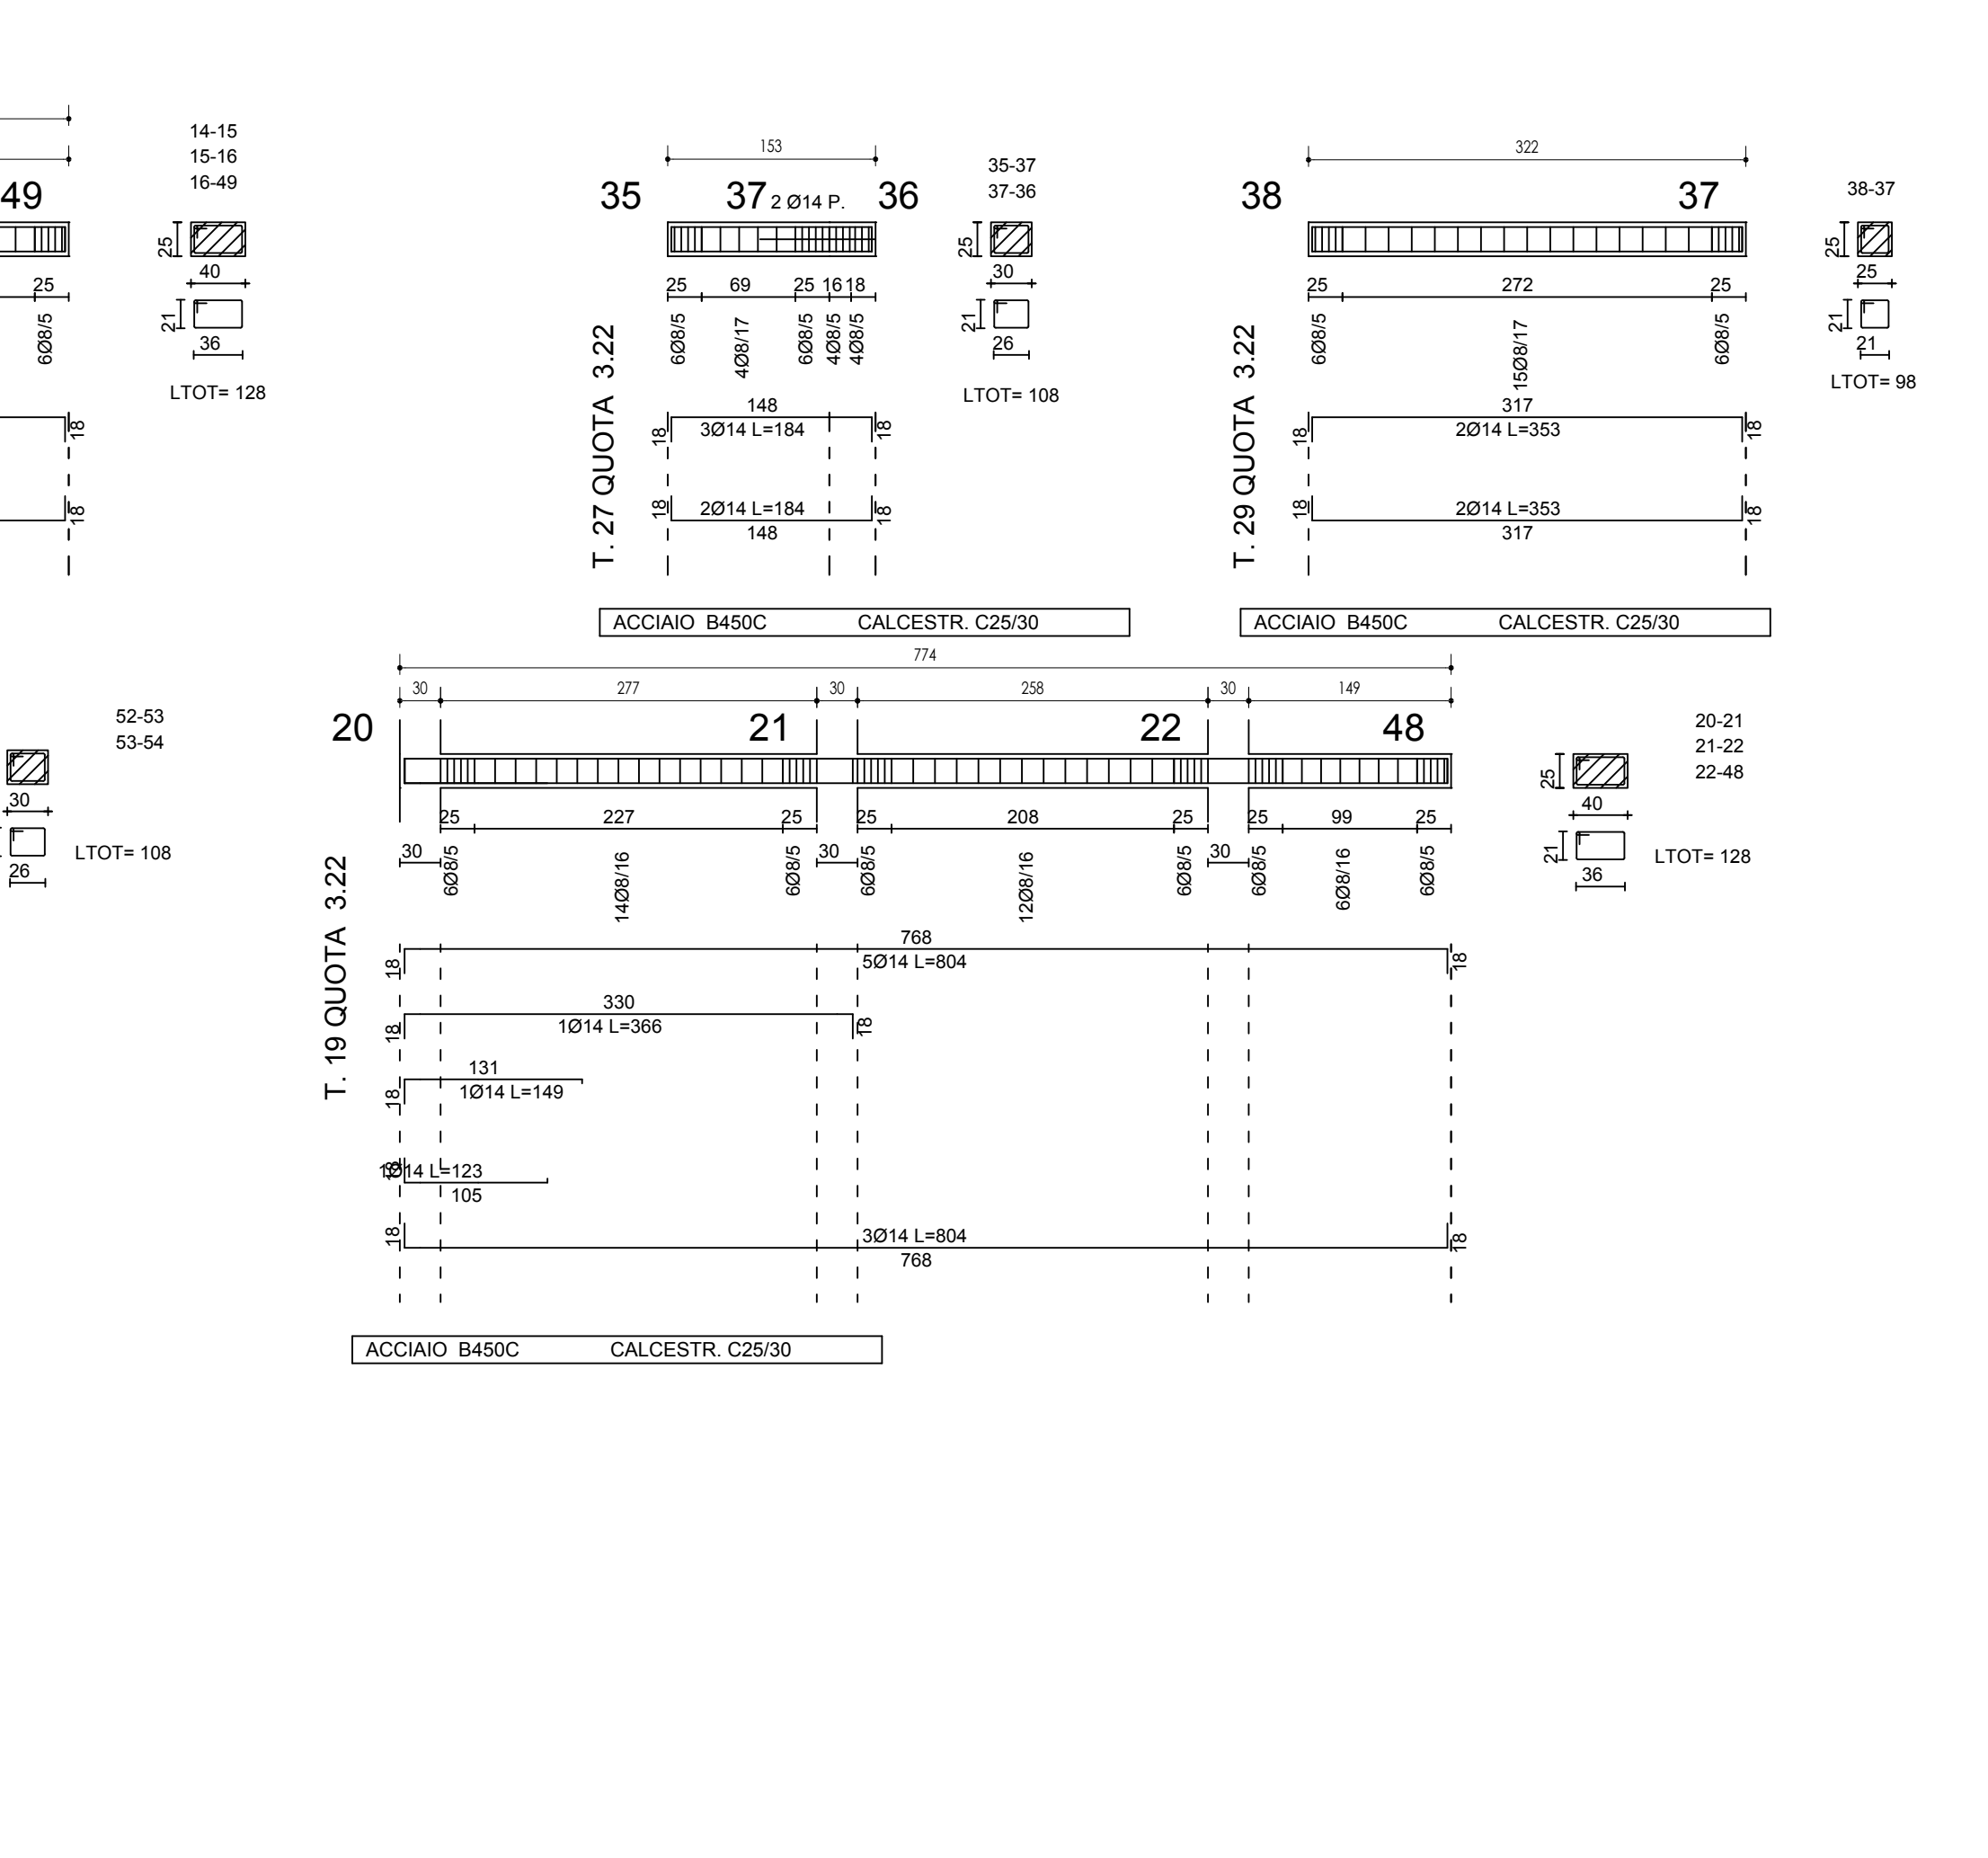 49
25
6Ø8/5
18
18
14-15
15-16
16-49
25
40
21
36
LTOT= 128
T. 27 QUOTA 3.22
153
35 37 2 Ø14 P. 36
25 69 25 16 18
6Ø8/5 4Ø8/17 6Ø8/5 4Ø8/5 4Ø8/5
148
18 3Ø14 L=184 18
18 2Ø14 L=184 18
148
35-37
37-36
25
30
21
26
LTOT= 108
ACCIAIO B450C CALCESTR. C25/30
T. 29 QUOTA 3.22
322
38 37
25 272 25
6Ø8/5 15Ø8/17 6Ø8/5
317
18 2Ø14 L=353 18
18 2Ø14 L=353 18
317
38-37
25
25
21
21
LTOT= 98
ACCIAIO B450C CALCESTR. C25/30
52-53
53-54
30
26
LTOT= 108
T. 19 QUOTA 3.22
774
30 277 30 258 30 149
20 21 22 48
25 227 25 25 208 25 25 99 25
30 30 30
6Ø8/5 14Ø8/16 6Ø8/5 6Ø8/5 12Ø8/16 6Ø8/5 6Ø8/5 6Ø8/16 6Ø8/5
768
18 5Ø14 L=804 18
330
18 1Ø14 L=366 18
131
18 1Ø14 L=149
18 1Ø14 L=123
105
18 3Ø14 L=804 18
768
20-21
21-22
22-48
25
40
21
36
LTOT= 128
ACCIAIO B450C CALCESTR. C25/30